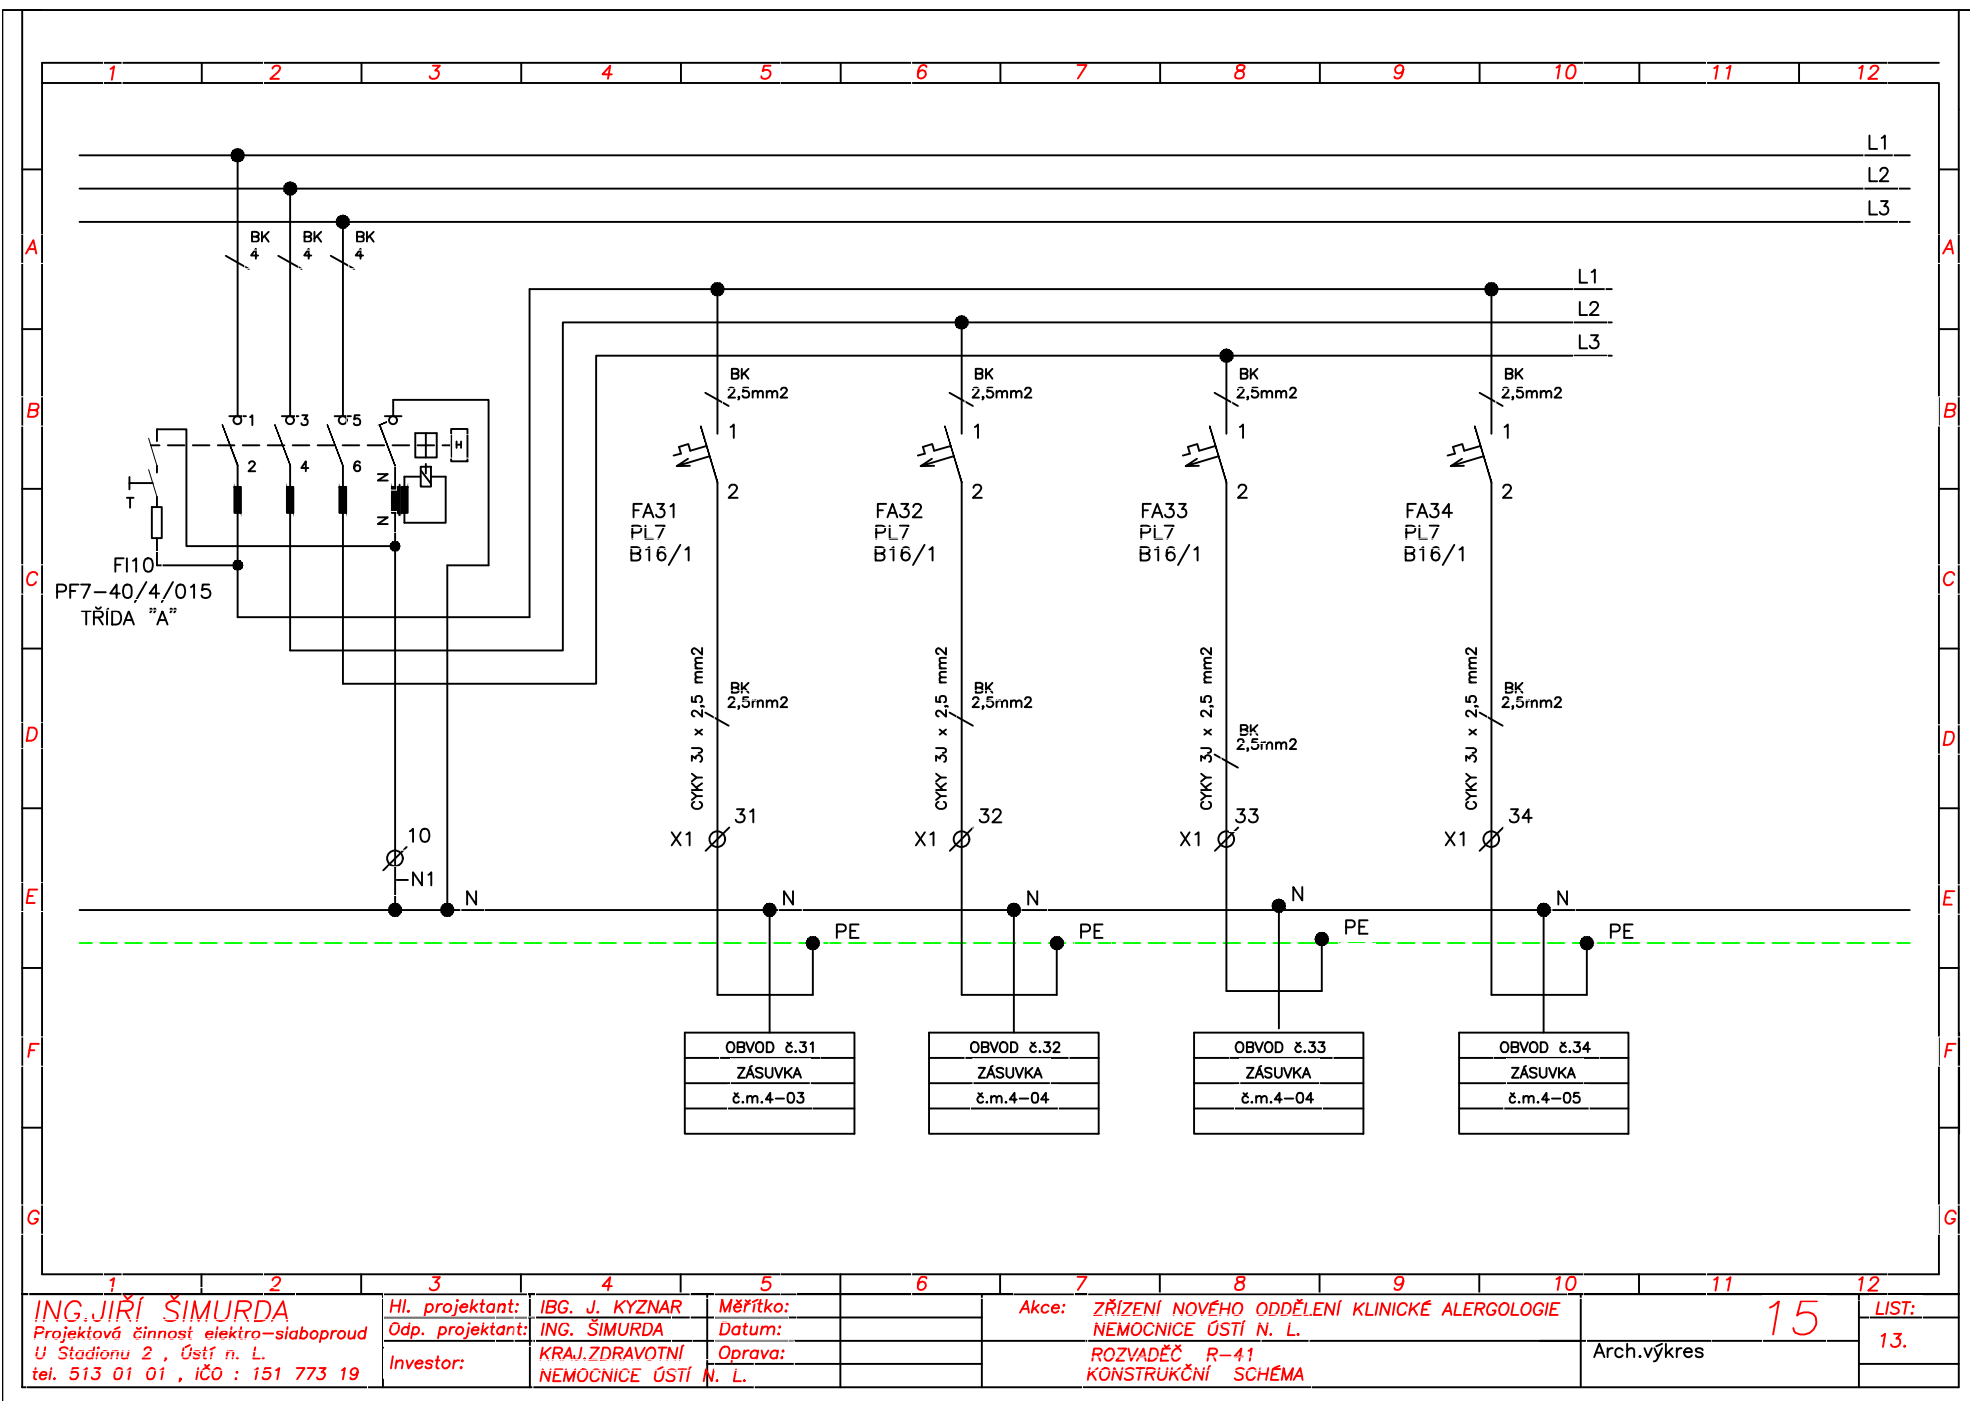 1 2 3 4 5 6 7 8 9 10 11 12
L1
L2
L3
A A
BK 4 BK 4 BK 4
L1
L2
L3
B B
BK 2,5mm2 BK 2,5mm2 BK 2,5mm2 BK 2,5mm2
1 3 5 H
2 4 6 N
T N
1 1 1 1
2 2 2 2
FA31 FA32 FA33 FA34
PL7 PL7 PL7 PL7
B16/1 B16/1 B16/1 B16/1
C C
FI10
PF7-40/4/015
TŘÍDA "A"
CYKY 3J x 2,5 mm2 CYKY 3J x 2,5 mm2 CYKY 3J x 2,5 mm2 CYKY 3J x 2,5 mm2
BK 2,5mm2 BK 2,5mm2 BK 2,5mm2 BK 2,5mm2
D D
X1 31 X1 32 X1 33 X1 34
10
N1
E E
N N N N N
PE PE PE PE
F F
OBVOD č.31 OBVOD č.32 OBVOD č.33 OBVOD č.34
ZÁSUVKA ZÁSUVKA ZÁSUVKA ZÁSUVKA
č.m.4-03 č.m.4-04 č.m.4-04 č.m.4-05
G G
1 2 3 4 5 6 7 8 9 10 11 12
ING.JIŘÍ ŠIMURDA
Projektová činnost elektro-slaboproud
U Stadionu 2 , Ústí n. L.
tel. 513 01 01 , IČO : 151 773 19
Hl. projektant: IBG. J. KYZNAR
Odp. projektant: ING. ŠIMURDA
Investor: KRAJ.ZDRAVOTNÍ
NEMOCNICE ÚSTÍ N. L.
Měřítko:
Datum:
Oprava:
Akce: ZŘÍZENÍ NOVÉHO ODDĚLENÍ KLINICKÉ ALERGOLOGIE
NEMOCNICE ÚSTÍ N. L.
ROZVADĚČ R-41
KONSTRUKČNÍ SCHÉMA
15
Arch.výkres
LIST:
13.